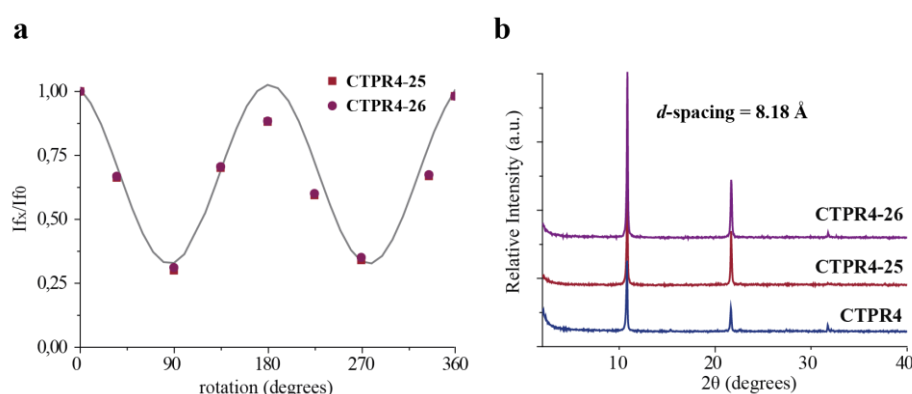 a
1,00
0,75
0,50
0,25
0,00
Ifx/If0
0
90
180
270
360
rotation (degrees)
CTPR4-25
CTPR4-26
b
d-spacing = 8.18 Å
Relative Intensity (a.u.)
CTPR4-26
CTPR4-25
CTPR4
10
20
30
40
2θ (degrees)